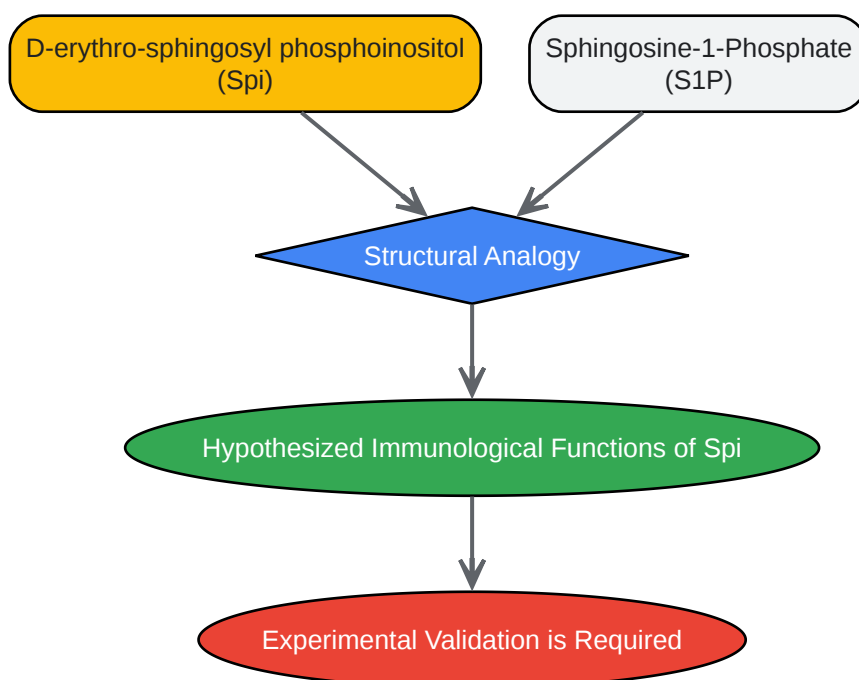 D-erythro-sphingosyl phosphoinositol
(Spi)
Sphingosine-1-Phosphate
(S1P)
Structural Analogy
Hypothesized Immunological Functions of Spi
Experimental Validation is Required